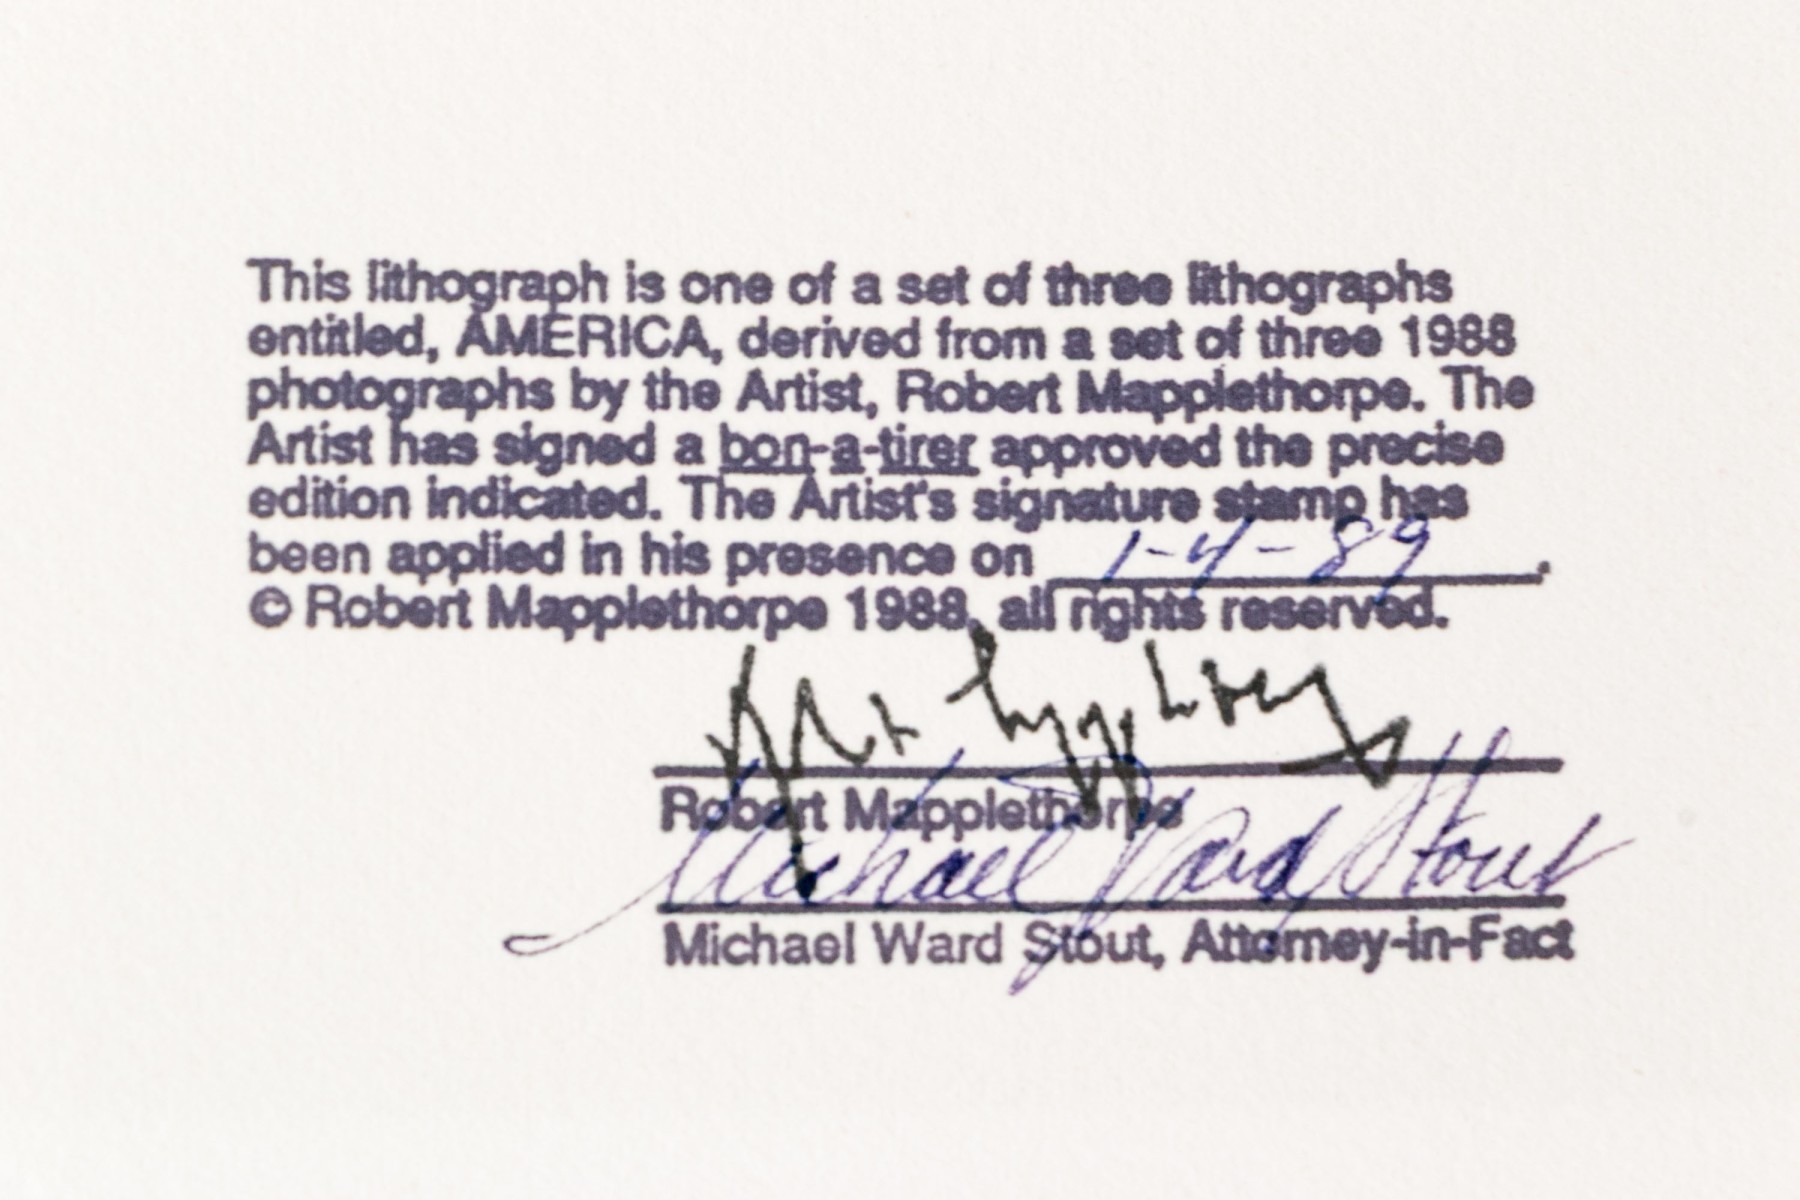 This lithograph is one of a set of three lithographs
entitled, AMERICA, derived from a set of three 1988
photographs by the Artist, Robert Mapplethorpe. The
Artist has signed a bon-a-tirer approved the precise
edition indicated. The Artist's signature stamp has
been applied in his presence on 1-4-89.
© Robert Mapplethorpe 1988, all rights reserved.
Robert Mapplethorpe
Michael Ward Stout
Michael Ward Stout, Attorney-in-Fact